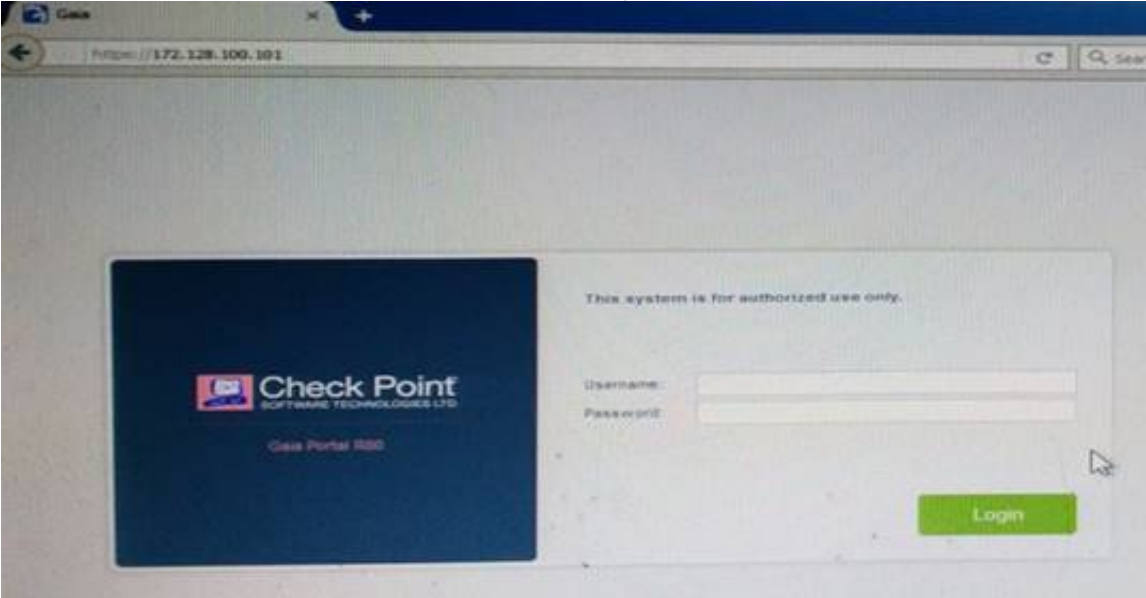 Gaia
https://172.128.100.101
Sear
This system is for authorized use only.
Check Point
SOFTWARE TECHNOLOGIES LTD.
Gaia Portal R80
Username:
Password:
Login